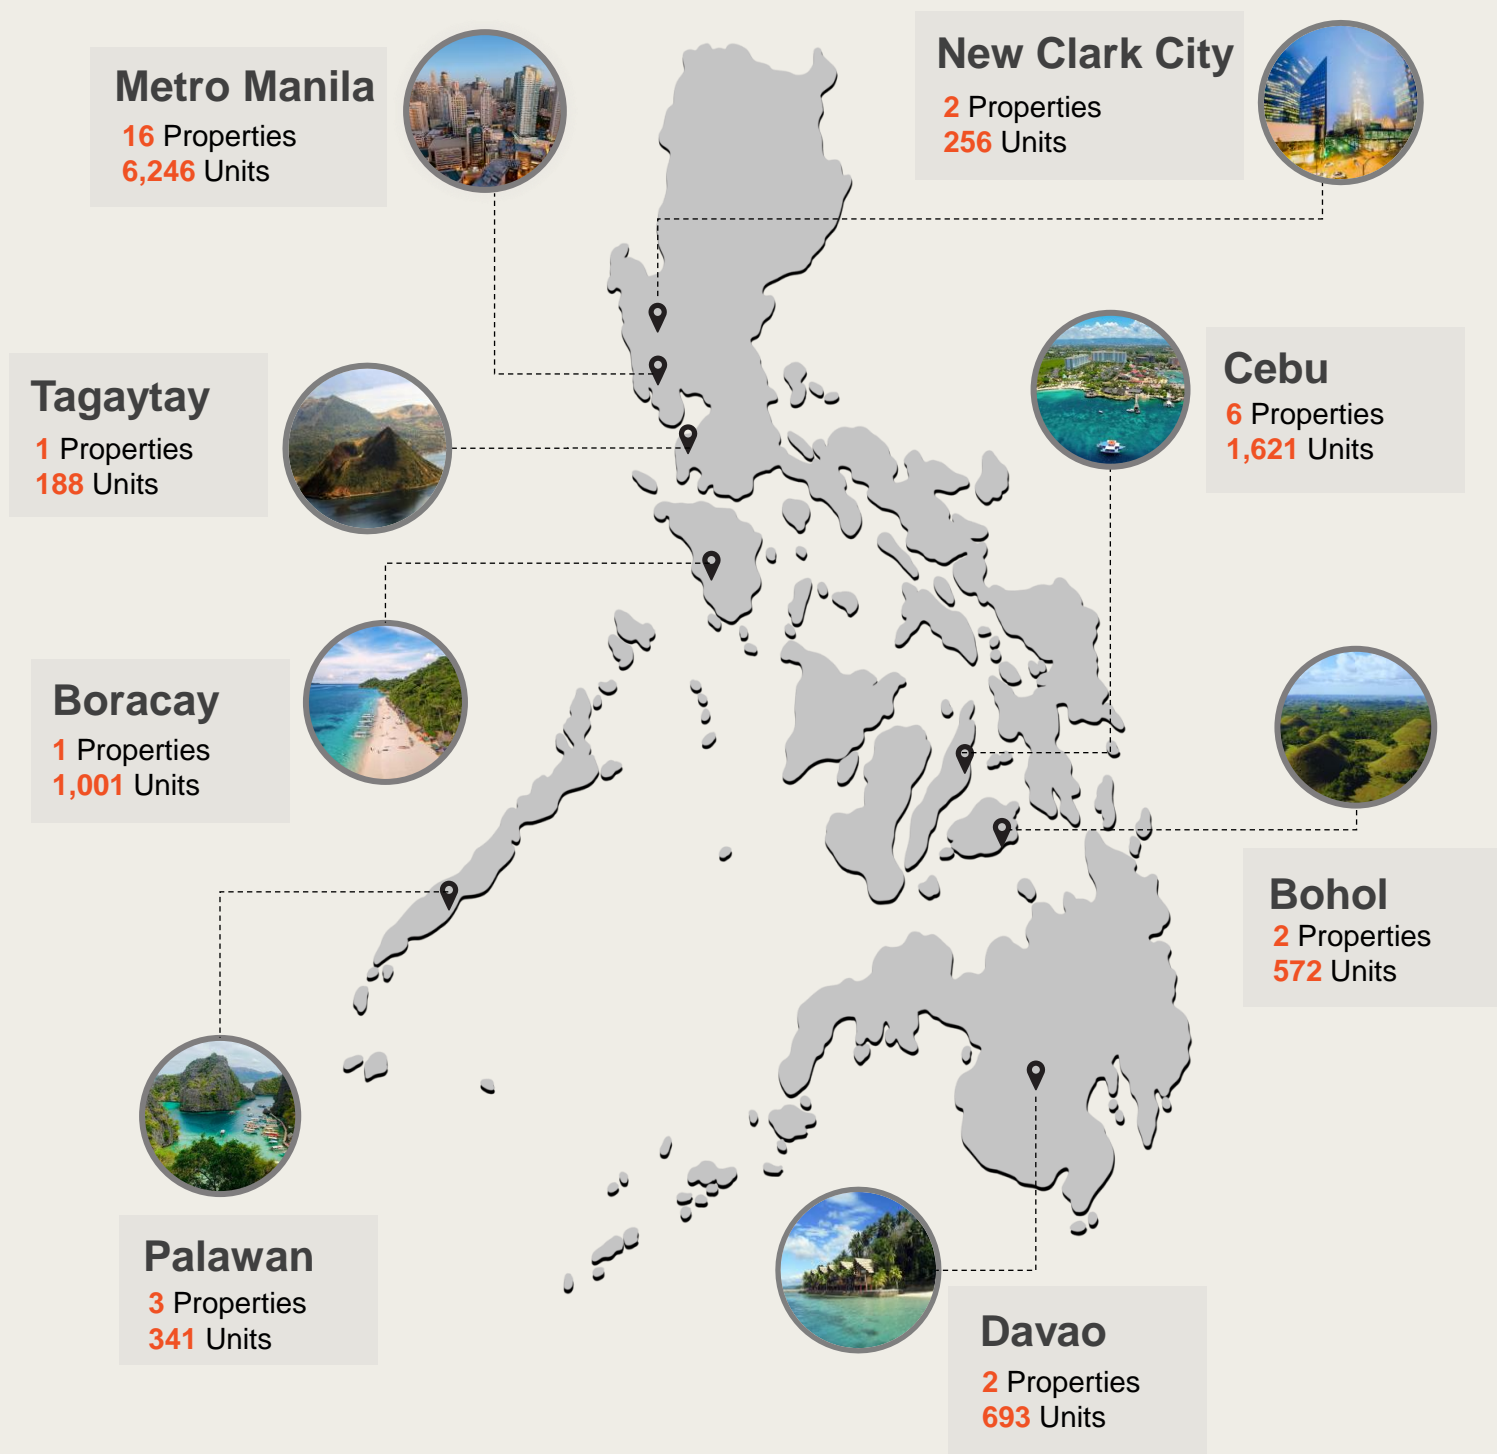 Metro Manila
16 Properties
6,246 Units
New Clark City
2 Properties
256 Units
Tagaytay
1 Properties
188 Units
Cebu
6 Properties
1,621 Units
Boracay
1 Properties
1,001 Units
Bohol
2 Properties
572 Units
Palawan
3 Properties
341 Units
Davao
2 Properties
693 Units